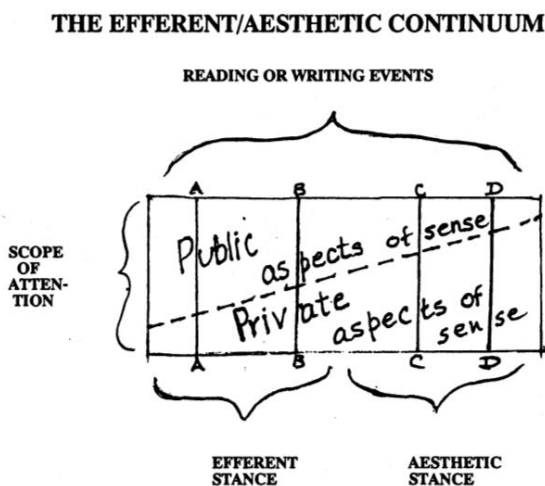 THE EFFERENT/AESTHETIC CONTINUUM
READING OR WRITING EVENTS
A B C D
SCOPE
OF
ATTEN-
TION
Public
aspects of sense
Private
aspects of
sense
A B C D
EFFERENT
STANCE
AESTHETIC
STANCE